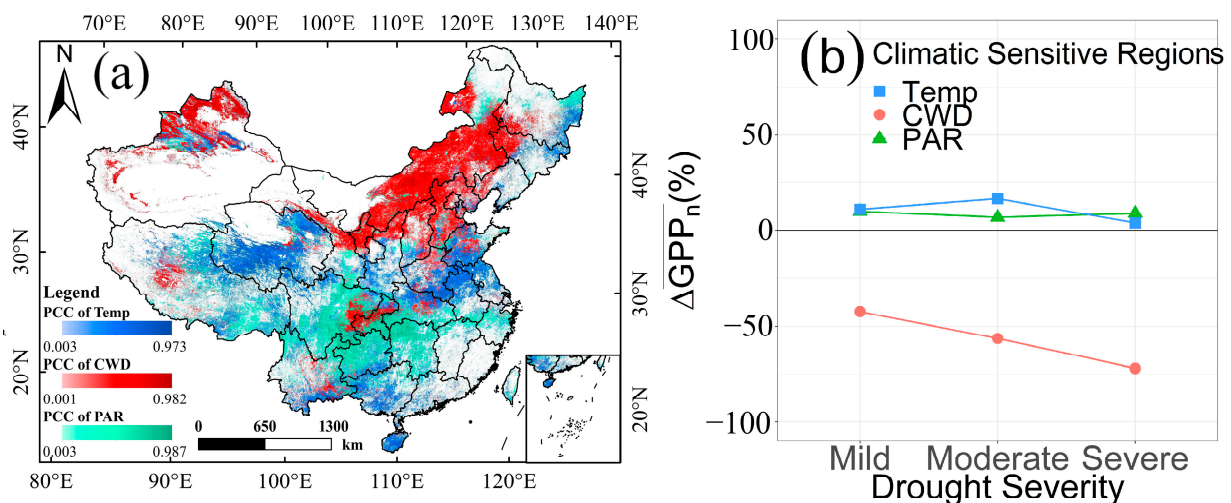 70°E 80°E 90°E 100°E 110°E 120°E 130°E 140°E
N
(a)
40°N
30°N
20°N
40°N
30°N
20°N
Legend
PCC of Temp
0.003 0.973
PCC of CWD
0.001 0.982
PCC of PAR
0.003 0.987
0 650 1300
km
80°E 90°E 100°E 110°E 120°E
(b)
Climatic Sensitive Regions
Temp
CWD
PAR
ΔGPPn(%)
100
50
0
−50
−100
Mild Moderate Severe
Drought Severity